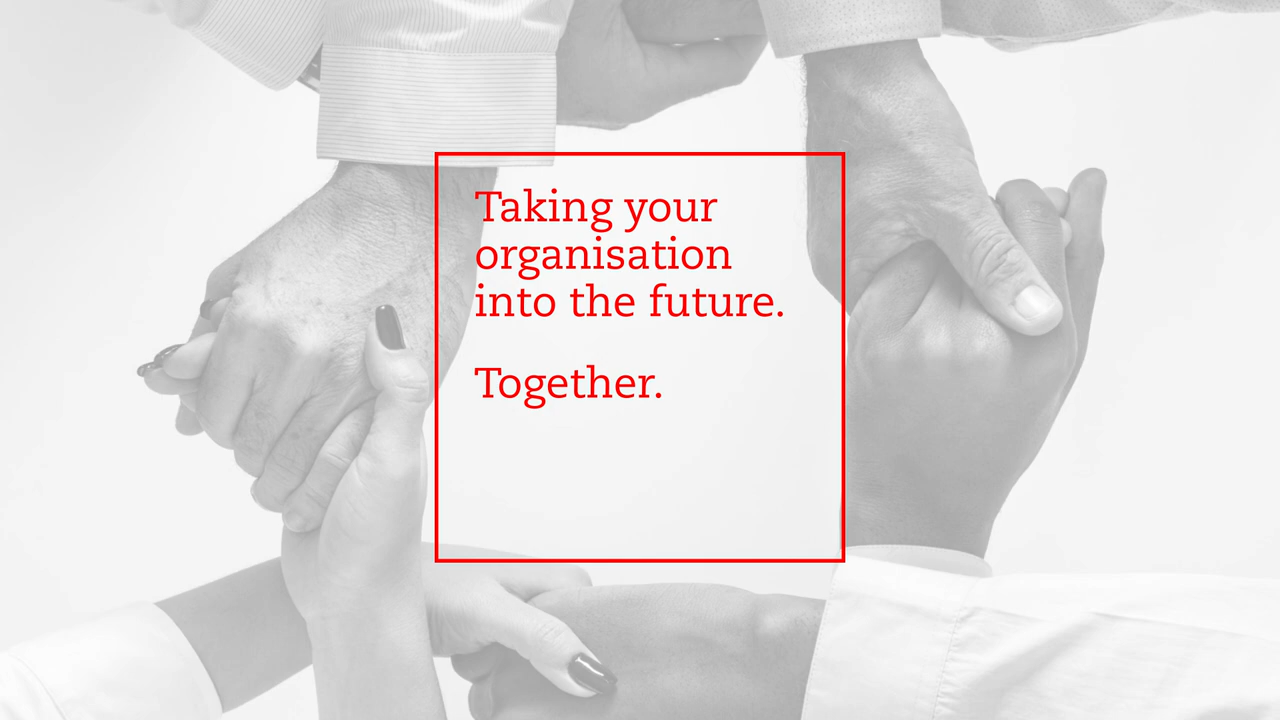 Taking your
organisation
into the future.
Together.